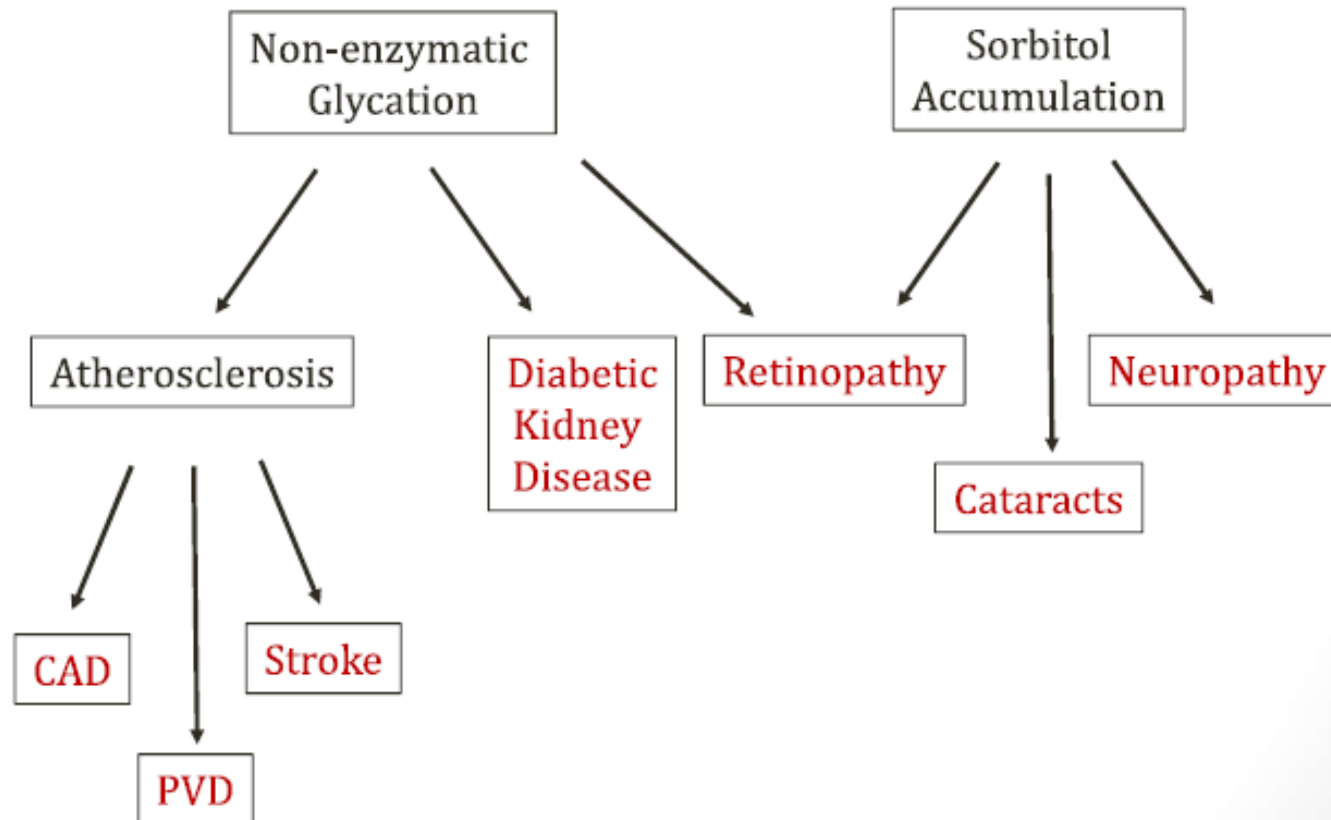 Non-enzymatic
Glycation
Sorbitol
Accumulation
Atherosclerosis
Diabetic
Kidney
Disease
Retinopathy
Neuropathy
Cataracts
CAD
Stroke
PVD